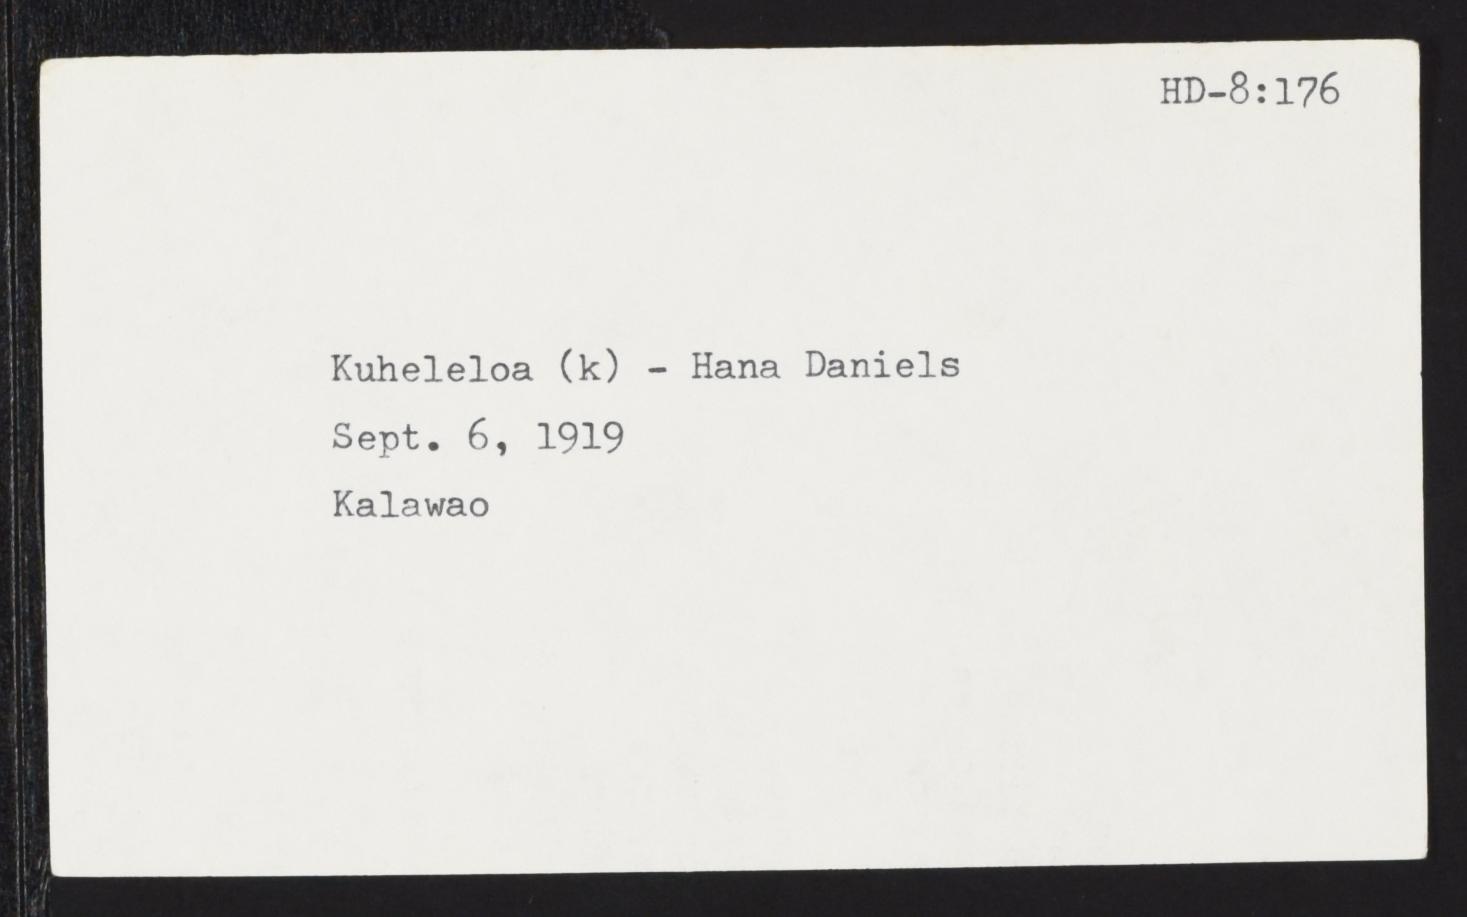 HD-8:176
Kuheleloa (k) - Hana Daniels
Sept. 6, 1919
Kalawao